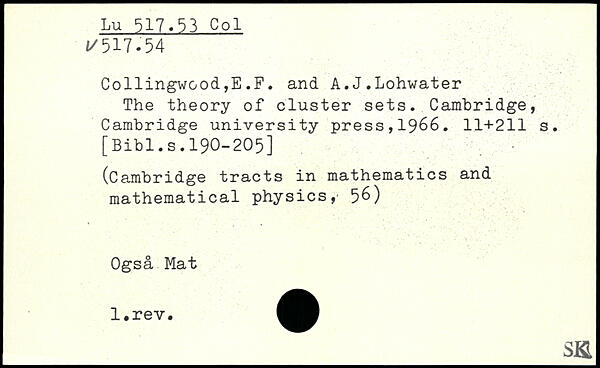 Lu 517.53 Col
√517.54
Collingwood,E.F. and A.J.Lohwater
The theory of cluster sets. Cambridge,
Cambridge university press,1966. 11+211 s.
[Bibl.s.190-205]
(Cambridge tracts in mathematics and
mathematical physics, 56)
Også Mat
1.rev.
SK